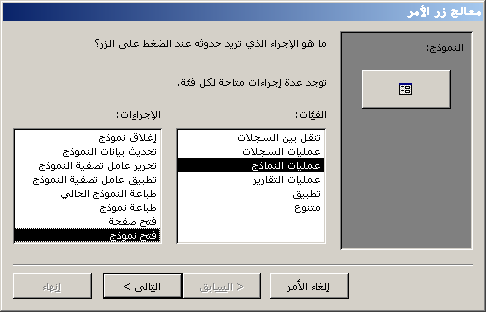 معالج زر الأمر
النموذج:
ما هو الإجراء الذي تريد حدوثه عند الضغط على الزر؟
توجد عدة إجراءات متاحة لكل فئة.
الفئات:
تنقل بين السجلات
عمليات السجلات
عمليات النماذج
عمليات التقارير
تطبيق
متنوع
الإجراءات:
إغلاق نموذج
تحديث بيانات النموذج
تحرير عامل تصفية النموذج
تطبيق عامل تصفية النموذج
طباعة النموذج الحالي
طباعة نموذج
فتح صفحة
فتح نموذج
إلغاء الأمر
< السابق
التالي >
إنهاء